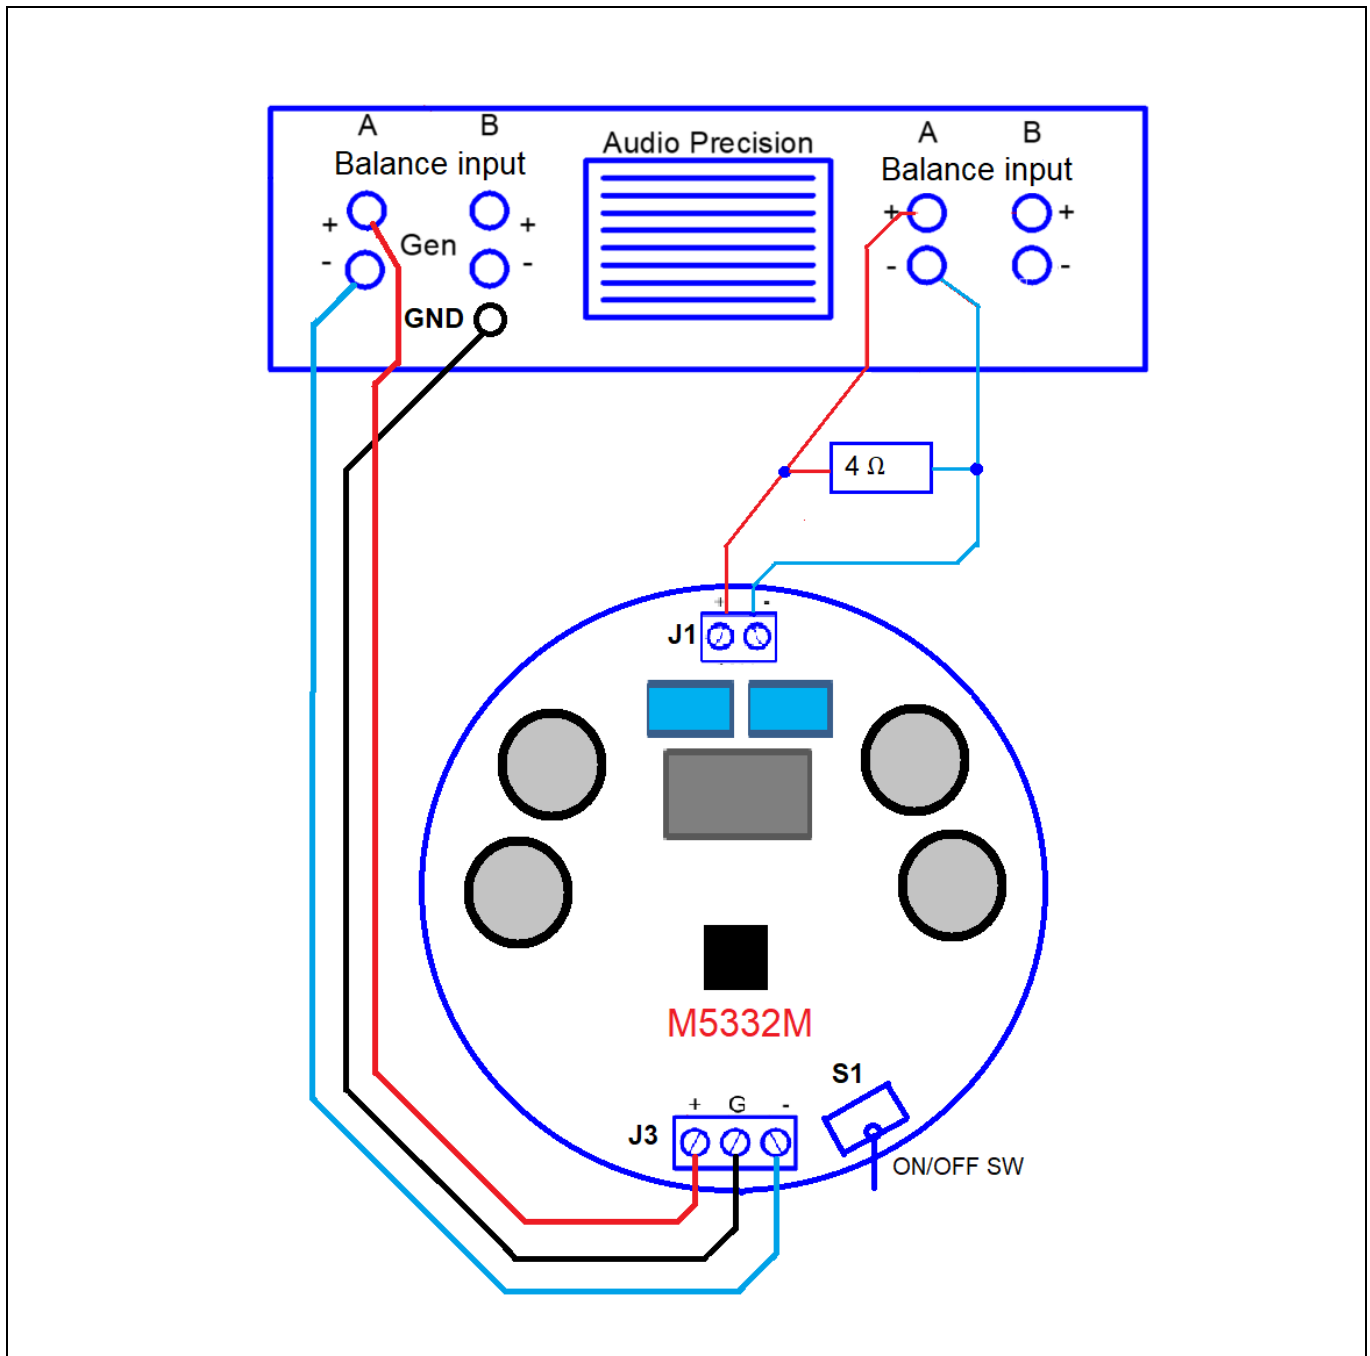 A B
Balance input
+ +
Gen
- -
GND
Audio Precision
A B
Balance input
+ +
- -
4 Ω
+ -
J1
M5332M
S1
+ G -
J3
ON/OFF SW